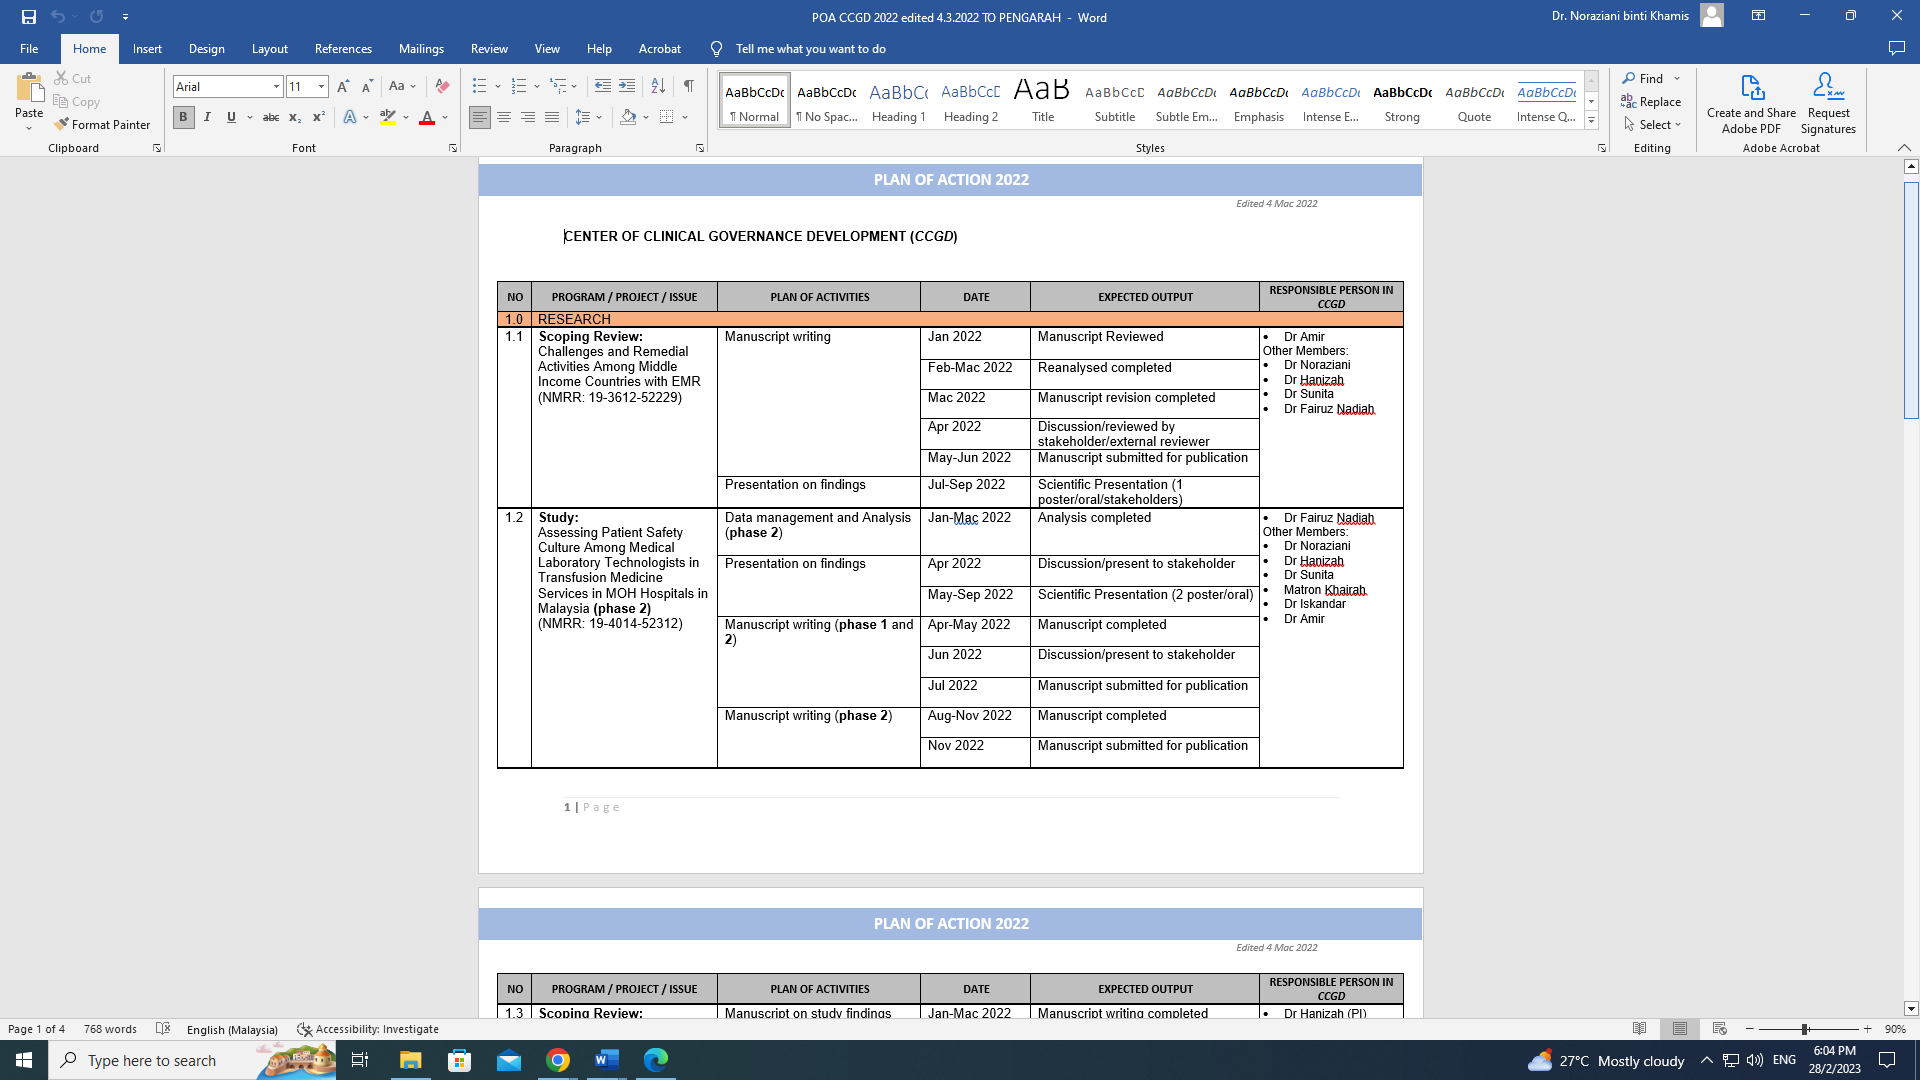 POA CCGD 2022 edited 4.3.2022 TO PENGARAH - Word
Dr. Noraziani binti Khamis
File Home Insert Design Layout References Mailings Review View Help Acrobat Tell me what you want to do
Paste
Cut
Copy
Format Painter
Clipboard
Arial 11
Font
Paragraph
AaBbCcDc AaBbCcDc AaBbC( AaBbCcD AaB AaBbCcD AaBbCcDc AaBbCcDc AaBbCcDc AaBbCcDc AaBbCcDc AaBbCcDc
¶ Normal ¶ No Spac... Heading 1 Heading 2 Title Subtitle Subtle Em... Emphasis Intense E... Strong Quote Intense Q...
Styles
Find
Replace
Select
Editing
Create and Share Adobe PDF
Request Signatures
Adobe Acrobat
PLAN OF ACTION 2022
Edited 4 Mac 2022
CENTER OF CLINICAL GOVERNANCE DEVELOPMENT (CCGD)
NO PROGRAM / PROJECT / ISSUE PLAN OF ACTIVITIES DATE EXPECTED OUTPUT RESPONSIBLE PERSON IN CCGD
1.0 RESEARCH
1.1 Scoping Review:
Challenges and Remedial
Activities Among Middle
Income Countries with EMR
(NMRR: 19-3612-52229)
Manuscript writing
Jan 2022 Manuscript Reviewed
Feb-Mac 2022 Reanalysed completed
Mac 2022 Manuscript revision completed
Apr 2022 Discussion/reviewed by
stakeholder/external reviewer
May-Jun 2022 Manuscript submitted for publication
Presentation on findings Jul-Sep 2022 Scientific Presentation (1
poster/oral/stakeholders)
• Dr Amir
Other Members:
• Dr Noraziani
• Dr Hanizah
• Dr Sunita
• Dr Fairuz Nadiah
1.2 Study:
Assessing Patient Safety
Culture Among Medical
Laboratory Technologists in
Transfusion Medicine
Services in MOH Hospitals in
Malaysia (phase 2)
(NMRR: 19-4014-52312)
Data management and Analysis
(phase 2)
Jan-Mac 2022 Analysis completed
Presentation on findings Apr 2022 Discussion/present to stakeholder
May-Sep 2022 Scientific Presentation (2 poster/oral)
Manuscript writing (phase 1 and
2)
Apr-May 2022 Manuscript completed
Jun 2022 Discussion/present to stakeholder
Jul 2022 Manuscript submitted for publication
Manuscript writing (phase 2) Aug-Nov 2022 Manuscript completed
Nov 2022 Manuscript submitted for publication
• Dr Fairuz Nadiah
Other Members:
• Dr Noraziani
• Dr Hanizah
• Dr Sunita
• Matron Khairah
• Dr Iskandar
• Dr Amir
1 | Page
PLAN OF ACTION 2022
Edited 4 Mac 2022
NO PROGRAM / PROJECT / ISSUE PLAN OF ACTIVITIES DATE EXPECTED OUTPUT RESPONSIBLE PERSON IN CCGD
1.3 Scoping Review: Manuscript on study findings Jan-Mac 2022 Manuscript writing completed • Dr Hanizah (PI)
Page 1 of 4 768 words English (Malaysia) Accessibility: Investigate 90%
Type here to search
27°C Mostly cloudy ENG
6:04 PM
28/2/2023